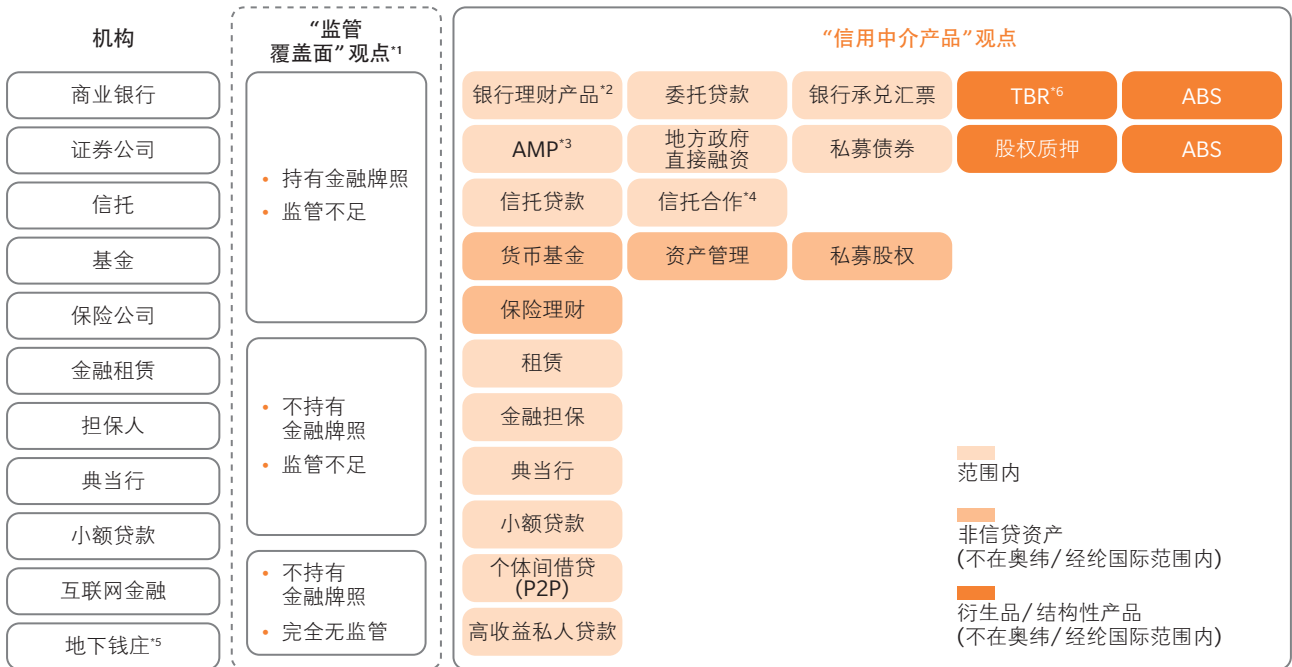 机构
“监管
覆盖面”观点*1
“信用中介产品”观点
商业银行
证券公司
信托
基金
保险公司
金融租赁
担保人
典当行
小额贷款
互联网金融
地下钱庄*5
• 持有金融牌照
• 监管不足
• 不持有
金融牌照
• 监管不足
• 不持有
金融牌照
• 完全无监管
银行理财产品*2
委托贷款
银行承兑汇票
TBR*6
ABS
AMP*3
地方政府
直接融资
私募债券
股权质押
ABS
信托贷款
信托合作*4
货币基金
资产管理
私募股权
保险理财
租赁
金融担保
典当行
小额贷款
个体间借贷
(P2P)
高收益私人贷款
范围内
非信贷资产
(不在奥纬/经纶国际范围内)
衍生品/结构性产品
(不在奥纬/经纶国际范围内)